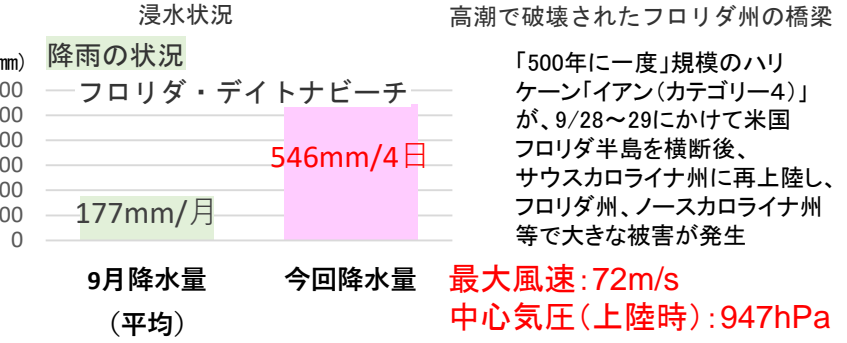 浸水状況
高潮で破壊されたフロリダ州の橋梁
降雨の状況
フロリダ・デイトナビーチ
546mm/4日
177mm/月
0
9月降水量
(平均)
今回降水量
「500年に一度」規模のハリ
ケーン「イアン(カテゴリー4)」
が、9/28～29にかけて米国
フロリダ半島を横断後、
サウスカロライナ州に再上陸し、
フロリダ州、ノースカロライナ州
等で大きな被害が発生
最大風速:72m/s
中心気圧(上陸時):947hPa